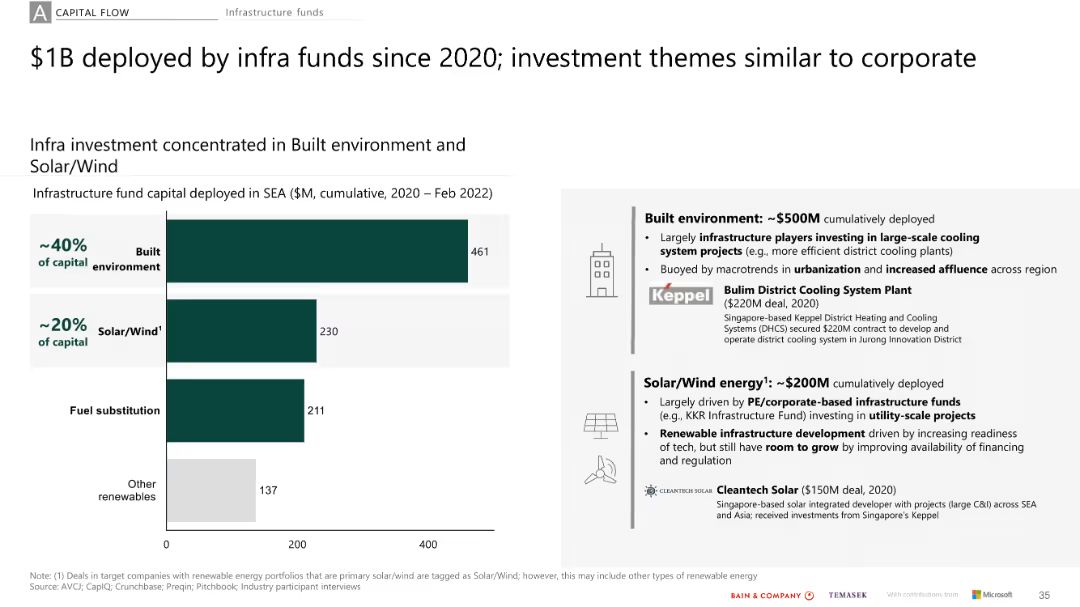 A CAPITAL FLOW
Infrastructure funds
$1B deployed by infra funds since 2020; investment themes similar to corporate
Infra investment concentrated in Built environment and
Solar/Wind
Infrastructure fund capital deployed in SEA ($M, cumulative, 2020 – Feb 2022)
~40%
of capital
Built
environment
461
~20%
of capital
Solar/Wind¹
230
Fuel substitution
211
Other
renewables
137
0 200 400
Built environment: ~$500M cumulatively deployed
• Largely infrastructure players investing in large-scale cooling
system projects (e.g., more efficient district cooling plants)
• Buoyed by macrotrends in urbanization and increased affluence across region
Keppel
Bulim District Cooling System Plant
($220M deal, 2020)
Singapore-based Keppel District Heating and Cooling
Systems (DHCS) secured $220M contract to develop and
operate district cooling system in Jurong Innovation District
Solar/Wind energy¹: ~$200M cumulatively deployed
• Largely driven by PE/corporate-based infrastructure funds
(e.g., KKR Infrastructure Fund) investing in utility-scale projects
• Renewable infrastructure development driven by increasing readiness
of tech, but still have room to grow by improving availability of financing
and regulation
CLEANTECH SOLAR
Cleantech Solar ($150M deal, 2020)
Singapore-based solar integrated developer with projects (large C&I) across SEA
and Asia; received investments from Singapore's Keppel
Note: (1) Deals in target companies with renewable energy portfolios that are primary solar/wind are tagged as Solar/Wind; however, this may include other types of renewable energy
Source: AVCJ; CapIQ; Crunchbase; Preqin; Pitchbook; Industry participant interviews
BAIN & COMPANY
TEMASEK
With contributions from
Microsoft
35